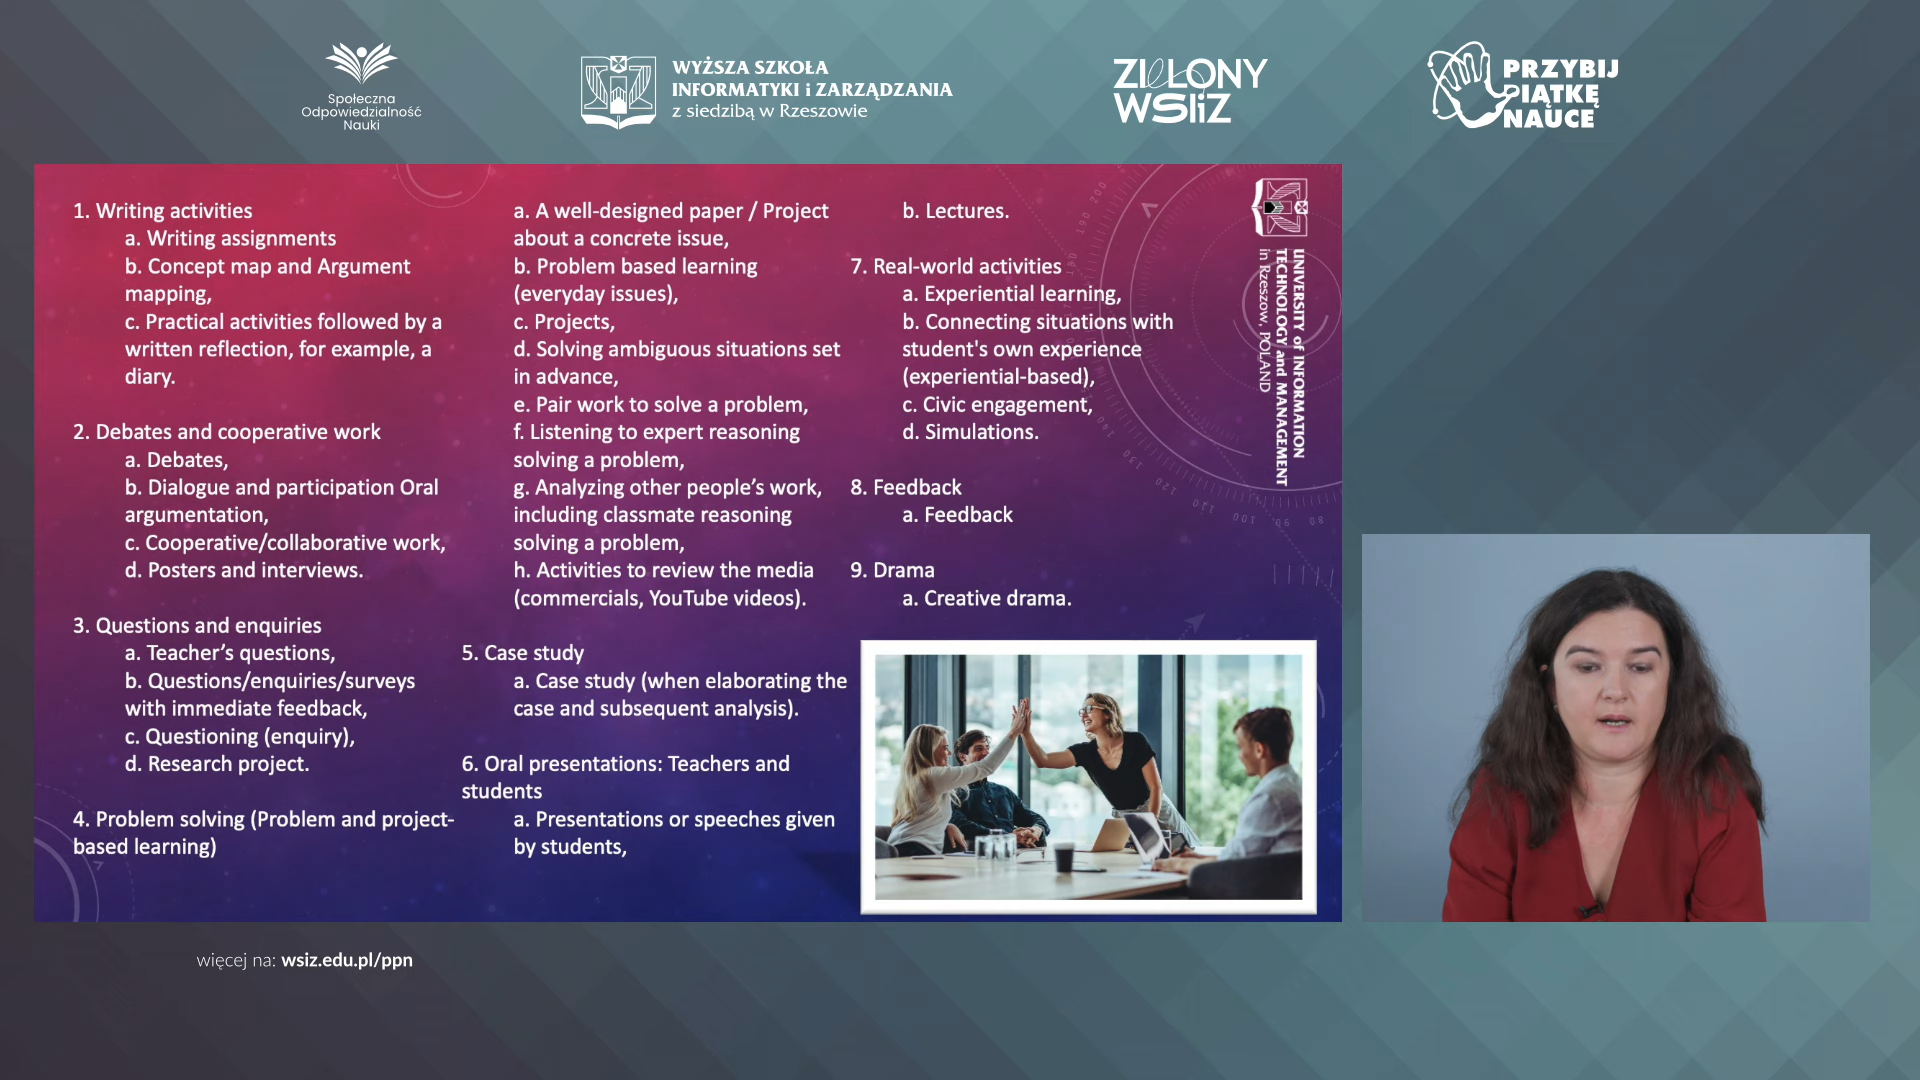 Społeczna
Odpowiedzialność
Nauki
WYŻSZA SZKOŁA
INFORMATYKI i ZARZĄDZANIA
z siedzibą w Rzeszowie
ZIELONY
WSIiZ
PRZYBIJ
PIĄTKĘ
NAUCE
1. Writing activities
a. Writing assignments
b. Concept map and Argument
mapping,
c. Practical activities followed by a
written reflection, for example, a
diary.
2. Debates and cooperative work
a. Debates,
b. Dialogue and participation Oral
argumentation,
c. Cooperative/collaborative work,
d. Posters and interviews.
3. Questions and enquiries
a. Teacher’s questions,
b. Questions/enquiries/surveys
with immediate feedback,
c. Questioning (enquiry),
d. Research project.
4. Problem solving (Problem and project-
based learning)
a. A well-designed paper / Project
about a concrete issue,
b. Problem based learning
(everyday issues),
c. Projects,
d. Solving ambiguous situations set
in advance,
e. Pair work to solve a problem,
f. Listening to expert reasoning
solving a problem,
g. Analyzing other people’s work,
including classmate reasoning
solving a problem,
h. Activities to review the media
(commercials, YouTube videos).
5. Case study
a. Case study (when elaborating the
case and subsequent analysis).
6. Oral presentations: Teachers and
students
a. Presentations or speeches given
by students,
b. Lectures.
7. Real-world activities
a. Experiential learning,
b. Connecting situations with
student's own experience
(experiential-based),
c. Civic engagement,
d. Simulations.
8. Feedback
a. Feedback
9. Drama
a. Creative drama.
UNIVERSITY of INFORMATION
TECHNOLOGY and MANAGEMENT
in Rzeszow, POLAND
więcej na: wsiz.edu.pl/ppn